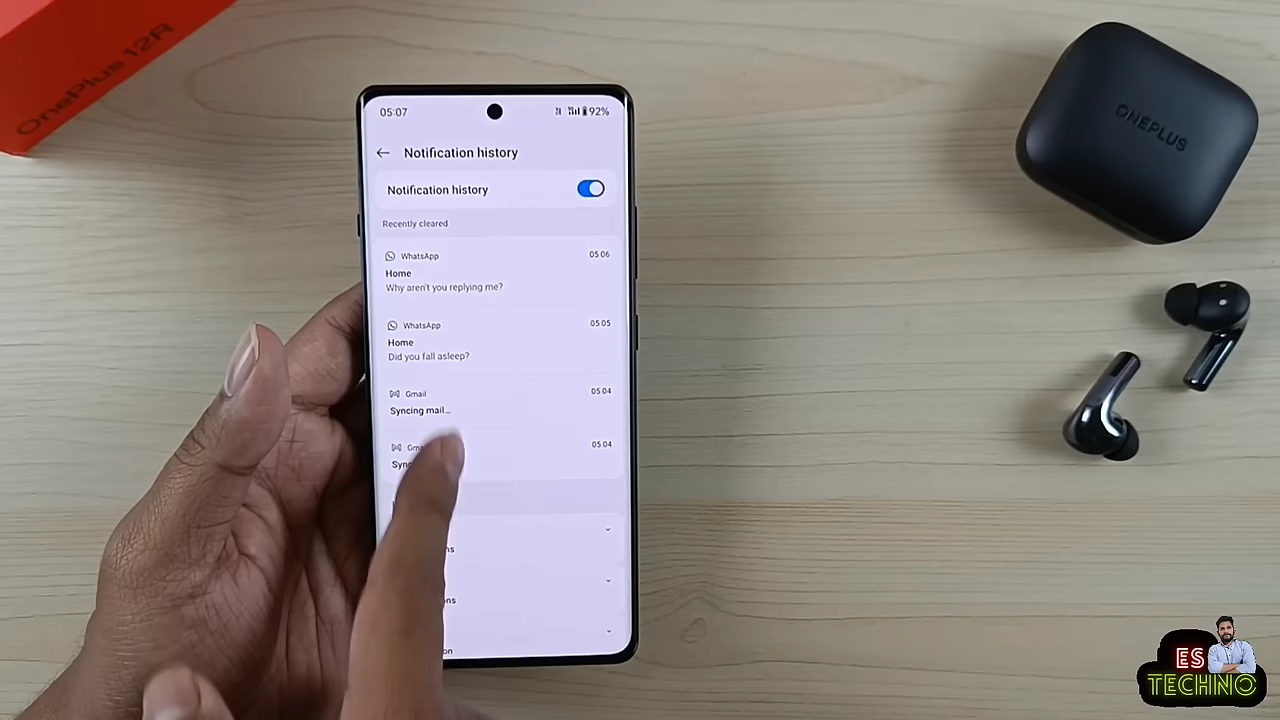 OnePlus 12R
05:07
92%
Notification history
Notification history
Recently cleared
WhatsApp
05 06
Home
Why aren't you replying me?
WhatsApp
05 05
Home
Did you fall asleep?
Gmail
05 04
Syncing mail...
05 04
ONEPLUS
ES
TECHNO